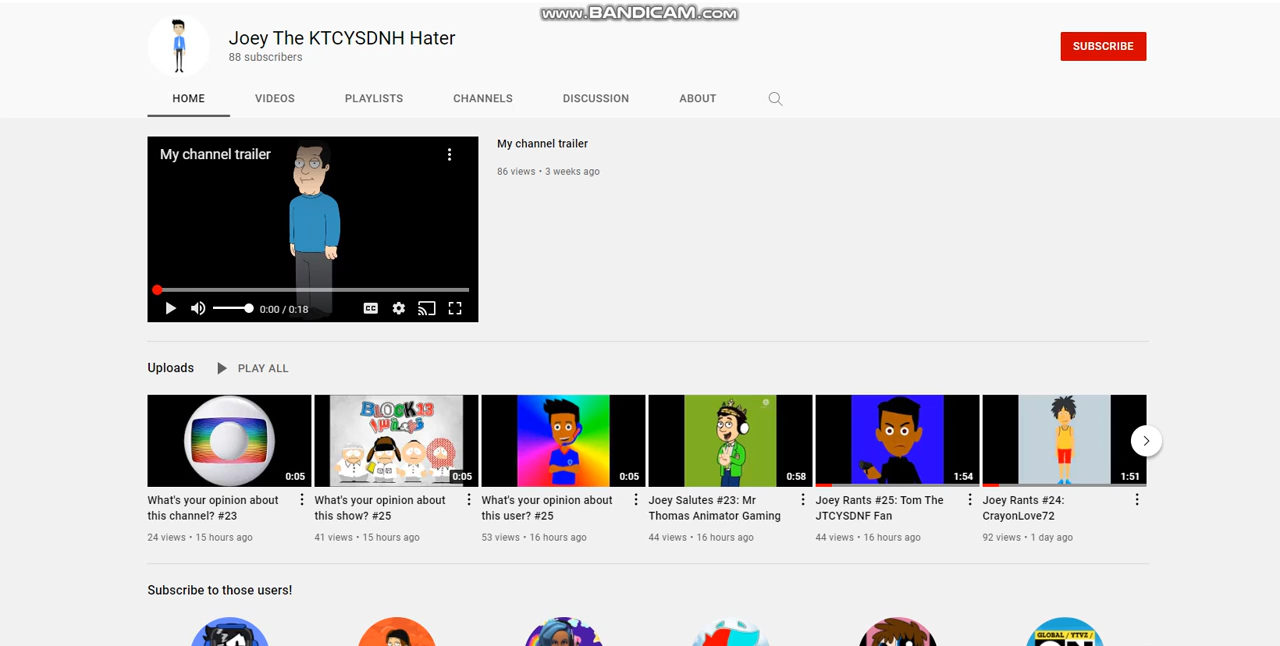 www.BANDICAM.com
Joey The KTCYSDNH Hater
88 subscribers
SUBSCRIBE
HOME VIDEOS PLAYLISTS CHANNELS DISCUSSION ABOUT
My channel trailer
0:00 / 0:18
CC
My channel trailer
86 views • 3 weeks ago
Uploads PLAY ALL
0:05
What's your opinion about
this channel? #23
24 views • 15 hours ago
BLOCK13
0:05
What's your opinion about
this show? #25
41 views • 15 hours ago
0:05
What's your opinion about
this user? #25
53 views • 16 hours ago
0:58
Joey Salutes #23: Mr
Thomas Animator Gaming
44 views • 16 hours ago
1:54
Joey Rants #25: Tom The
JTCYSDNF Fan
44 views • 16 hours ago
1:51
Joey Rants #24:
CrayonLove72
92 views • 1 day ago
Subscribe to those users!
GLOBAL / YTVZ /